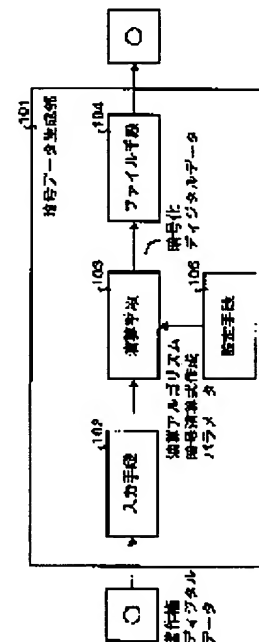 101
暗号データ生成部
102
入力手段
103
演算手段
104
ファイル手段
105
設定手段
著作権
ディジタル
データ
暗号化
ディジタルデータ
演算アルゴリズム
暗号演算式作成
パラメータ